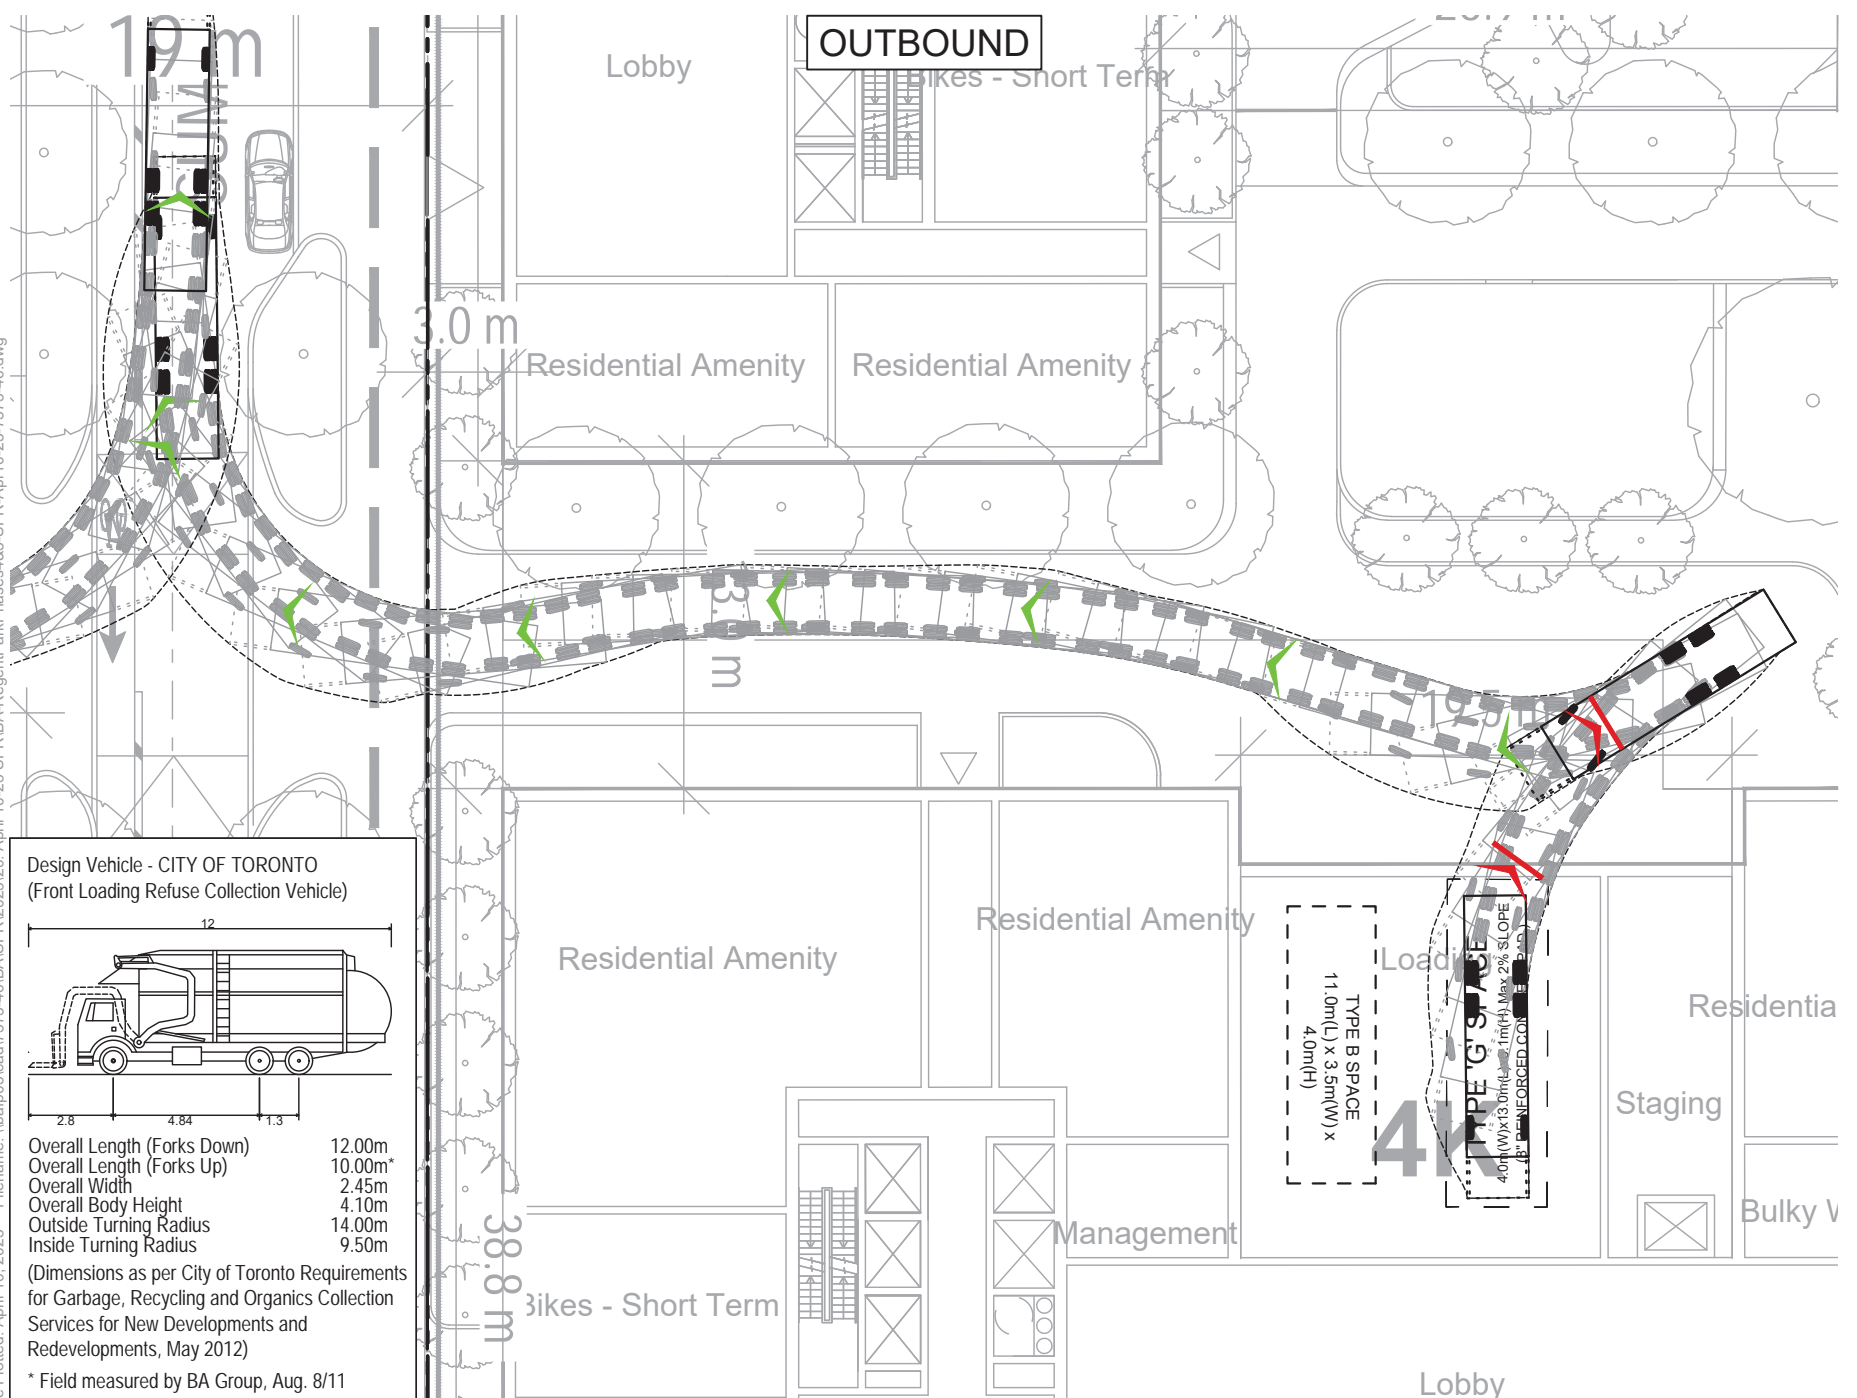 OUTBOUND
19 m
Lobby
Bikes - Short Term
3.0 m
Residential Amenity
Residential Amenity
19.5 m
Residential Amenity
Residential Amenity
Loading
Residentia
TYPE B SPACE
11.0m(L) x 3.5m(W) x
4.0m(H)
TYPE 'G' SPACE
Max 2% SLOPE
4K
Staging
Bulky W
Management
38.8 m
Bikes - Short Term
Lobby
Design Vehicle - CITY OF TORONTO
(Front Loading Refuse Collection Vehicle)
12
2.8 4.84 1.3
Overall Length (Forks Down) 12.00m
Overall Length (Forks Up) 10.00m*
Overall Width 2.45m
Overall Body Height 4.10m
Outside Turning Radius 14.00m
Inside Turning Radius 9.50m
(Dimensions as per City of Toronto Requirements
for Garbage, Recycling and Organics Collection
Services for New Developments and
Redevelopments, May 2012)
* Field measured by BA Group, Aug. 8/11